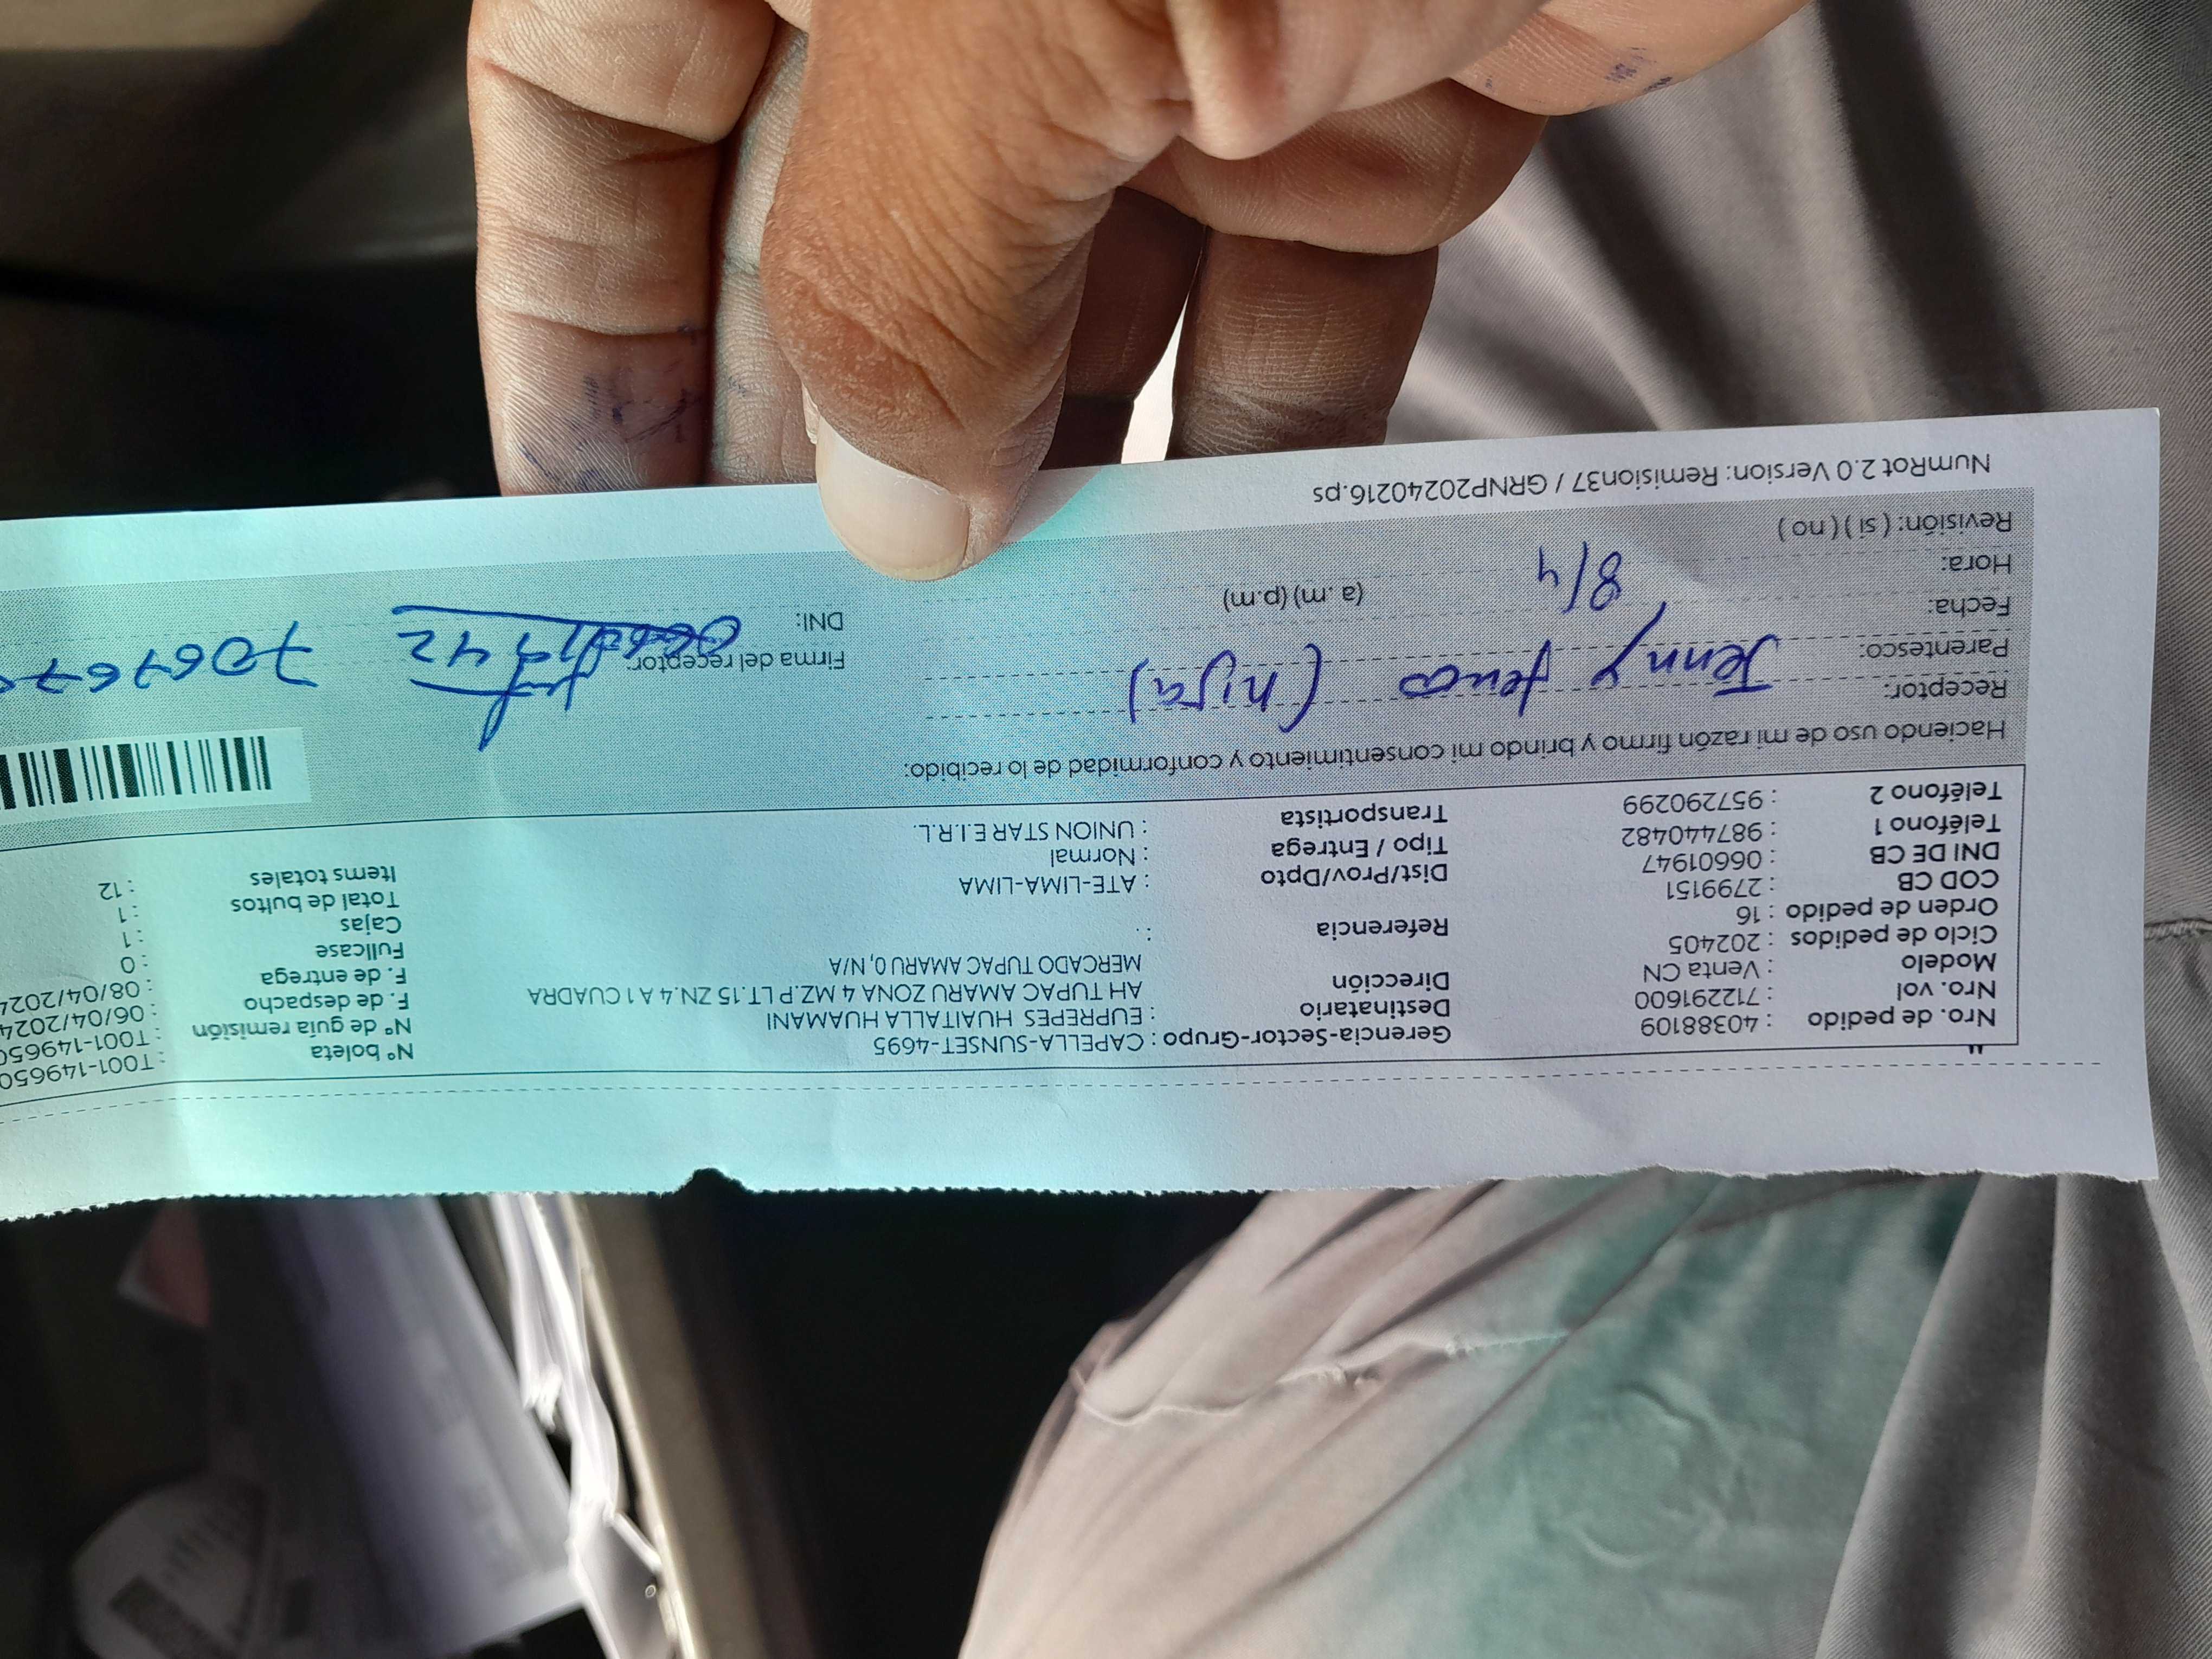 Nro. de pedido : 40388109
Nro. vol : 712291600
Modelo : Venta CN
Ciclo de pedidos : 202405
Orden de pedido : 16
COD CB : 2799151
DNI DE CB : 06601947
Teléfono 1 : 987440482
Teléfono 2 : 957290299
Gerencia-Sector-Grupo : CAPELLA-SUNSET-4695
Destinatario : EUPREPES HUAITALLA HUAMANI
Dirección AH TUPAC AMARU ZONA 4 MZ.P LT.15 ZN.4 A 1 CUADRA
MERCADO TUPAC AMARU 0, N/A
Referencia : .
Dist/Prov/Dpto : ATE-LIMA-LIMA
Tipo / Entrega : Normal
Transportista : UNION STAR E.I.R.L.
N° boleta : T001-149650
N° de guía remisión : T001-149650
F. de despacho : 06/04/2024
F. de entrega : 08/04/2024
Fullcase : 0
Cajas : 1
Total de bultos : 1
Items totales : 12
Haciendo uso de mi razón firmo y brindo mi consentimiento y conformidad de lo recibido:
Receptor: Jenny (hija)
Parentesco:
Fecha: 8/4
Hora: (a .m) (p.m)
Revisión: ( si ) ( no )
Firma del receptor:
DNI: 706767
NumRot 2.0 Version: Remision37 / GRNP20240216.ps